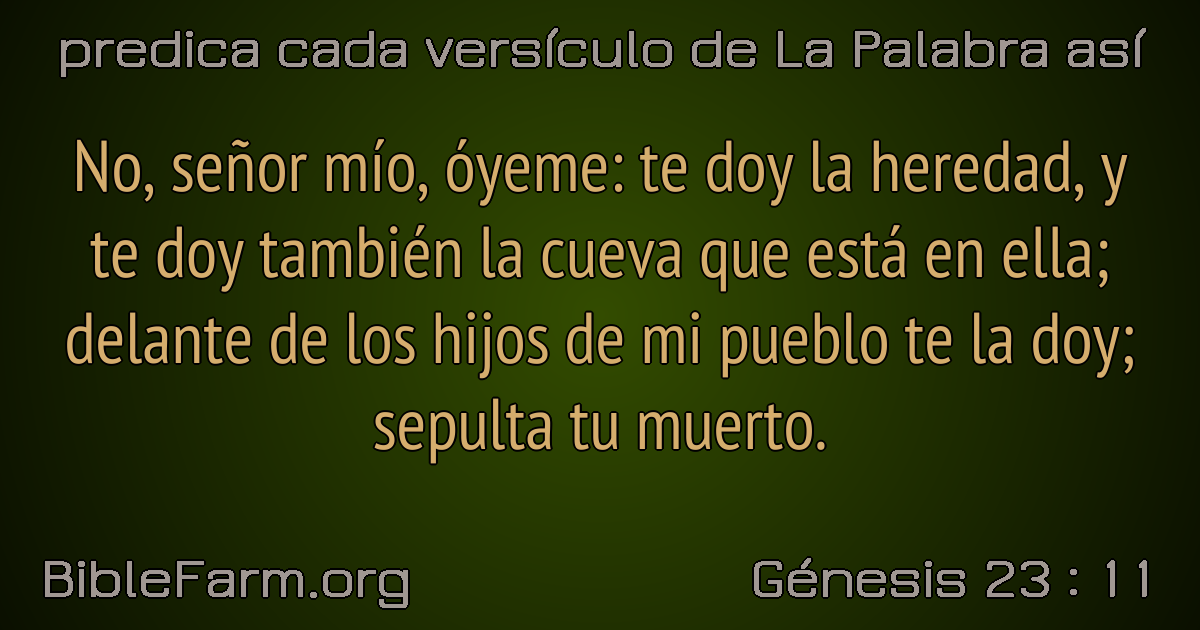 predica cada versículo de La Palabra así
No, señor mío, óyeme: te doy la heredad, y
te doy también la cueva que está en ella;
delante de los hijos de mi pueblo te la doy;
sepulta tu muerto.
BibleFarm.org
Génesis 23 : 11